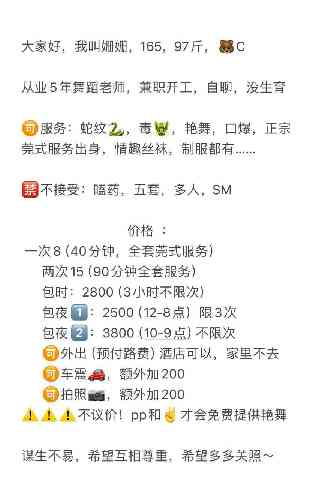 大家好，我叫姗姗，165，97斤，🐻C
从业5年舞蹈老师，兼职开工，自聊，没生育
🉑服务：蛇纹🐍，毒🐲，艳舞，口爆，正宗
莞式服务出身，情趣丝袜，制服都有……
🈲不接受：嗑药，五套，多人，SM
价格 ：
一次8 (40分钟，全套莞式服务)
两次15 (90分钟全套服务)
包时：2800 (3小时不限次)
包夜1️⃣：2500 (12-8点）限3次
包夜2️⃣：3800 (10-9点) 不限次
🉑外出 (预付路费) 酒店可以，家里不去
🉑车震🚗，额外加200
🉑拍照📷，额外加200
⚠️⚠️⚠️不议价！pp和✌️才会免费提供艳舞
谋生不易，希望互相尊重，希望多多关照～